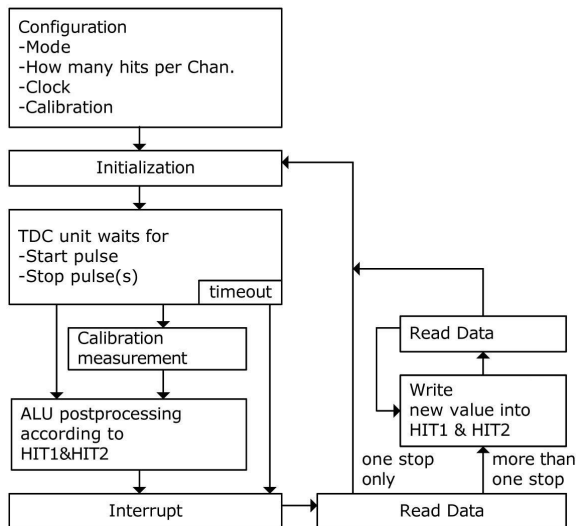 Configuration
-Mode
-How many hits per Chan.
-Clock
-Calibration
Initialization
TDC unit waits for
-Start pulse
-Stop pulse(s)
timeout
Calibration
measurement
ALU postprocessing
according to
HIT1&HIT2
Interrupt
Read Data
one stop
only
more than
one stop
Write
new value into
HIT1 & HIT2
Read Data